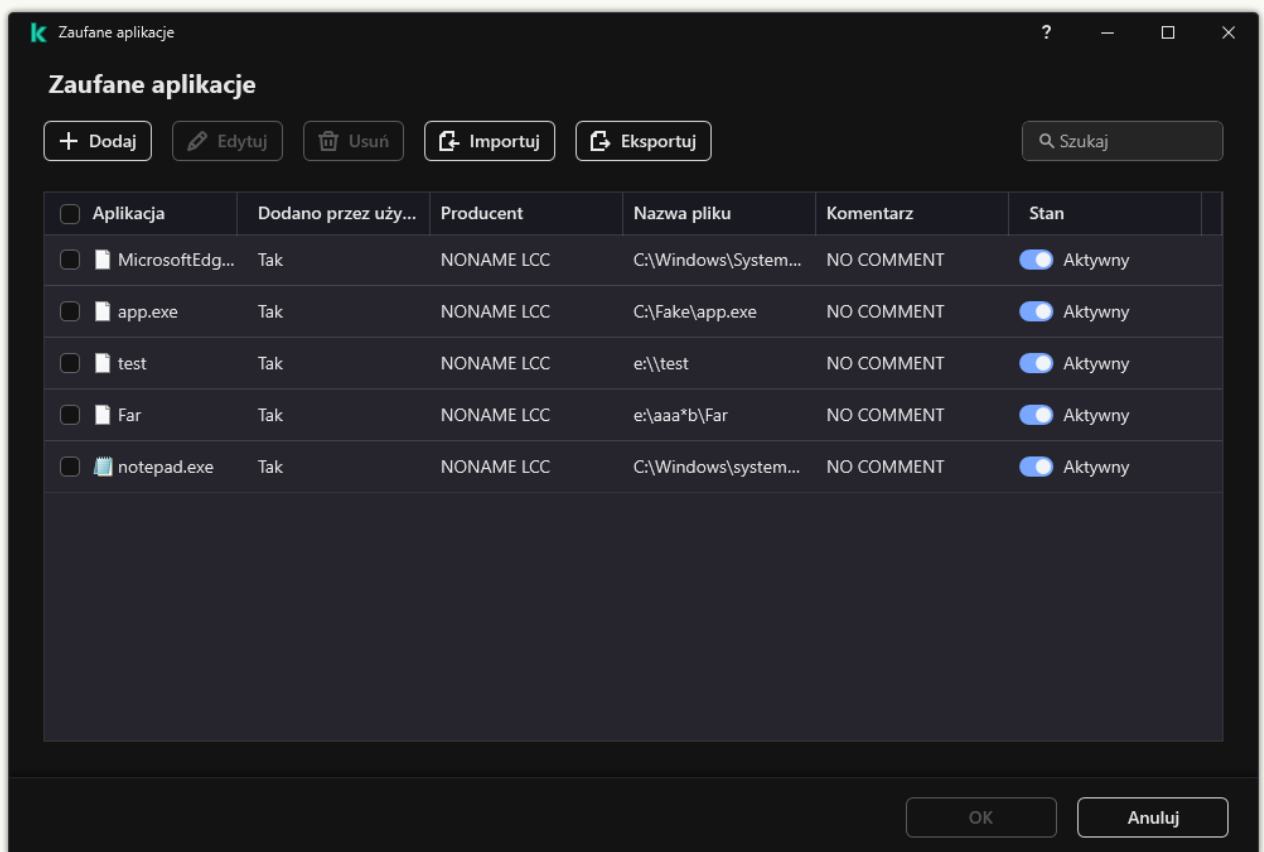 Zaufane aplikacje ?
Zaufane aplikacje
Dodaj Edytuj Usuń Importuj Eksportuj Szukaj
Aplikacja Dodano przez uży... Producent Nazwa pliku Komentarz Stan
MicrosoftEdg... Tak NONAME LCC C:\Windows\System... NO COMMENT Aktywny
app.exe Tak NONAME LCC C:\Fake\app.exe NO COMMENT Aktywny
test Tak NONAME LCC e:\\test NO COMMENT Aktywny
Far Tak NONAME LCC e:\aaa*b\Far NO COMMENT Aktywny
notepad.exe Tak NONAME LCC C:\Windows\system... NO COMMENT Aktywny
OK Anuluj